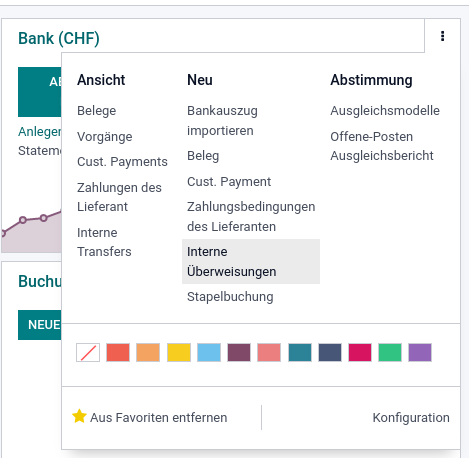 Bank (CHF)
Ansicht
Belege
Vorgänge
Cust. Payments
Zahlungen des
Lieferant
Interne
Transfers
Neu
Bankauszug
importieren
Beleg
Cust. Payment
Zahlungsbedingungen
des Lieferanten
Interne
Überweisungen
Stapelbuchung
Abstimmung
Ausgleichsmodelle
Offene-Posten
Ausgleichsbericht
Anleger
Statem
Buchu
NEUE
Aus Favoriten entfernen
Konfiguration